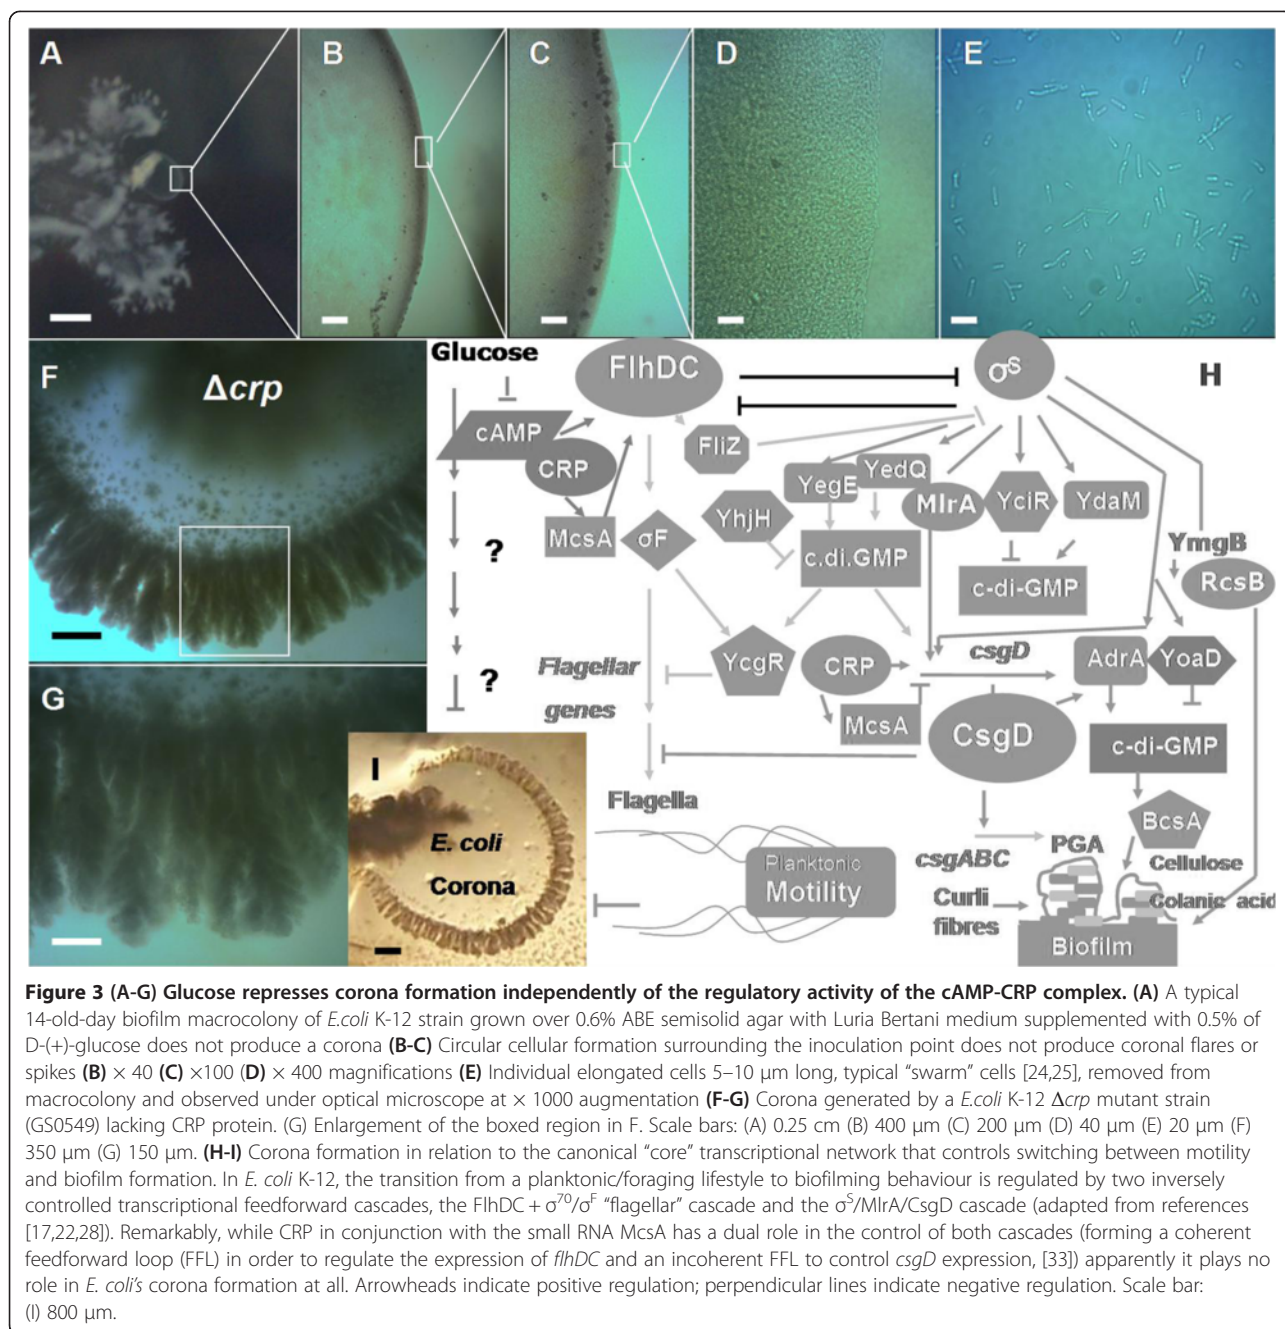 A
B
C
D
E
F
Δcrp
G
Glucose
cAMP
CRP
McsA
?
?
FlhDC
FliZ
σF
Flagellar
genes
Flagella
YcgR
YhjH
YegE
YedQ
c.di.GMP
σS
H
MlrA
YciR
YdaM
c-di-GMP
YmgB
RcsB
CRP
McsA
csgD
CsgD
AdrA
YoaD
c-di-GMP
BcsA
csgABC
PGA
Cellulose
Curli
fibres
Colanic acid
Biofilm
Planktonic
Motility
I
E. coli
Corona
Figure 3 (A-G) Glucose represses corona formation independently of the regulatory activity of the cAMP-CRP complex. (A) A typical
14-old-day biofilm macrocolony of E.coli K-12 strain grown over 0.6% ABE semisolid agar with Luria Bertani medium supplemented with 0.5% of
D-(+)-glucose does not produce a corona (B-C) Circular cellular formation surrounding the inoculation point does not produce coronal flares or
spikes (B) × 40 (C) ×100 (D) × 400 magnifications (E) Individual elongated cells 5–10 μm long, typical “swarm” cells [24,25], removed from
macrocolony and observed under optical microscope at × 1000 augmentation (F-G) Corona generated by a E.coli K-12 Δcrp mutant strain
(GS0549) lacking CRP protein. (G) Enlargement of the boxed region in F. Scale bars: (A) 0.25 cm (B) 400 μm (C) 200 μm (D) 40 μm (E) 20 μm (F)
350 μm (G) 150 μm. (H-I) Corona formation in relation to the canonical “core” transcriptional network that controls switching between motility
and biofilm formation. In E. coli K-12, the transition from a planktonic/foraging lifestyle to biofilming behaviour is regulated by two inversely
controlled transcriptional feedforward cascades, the FlhDC + σ70/σF “flagellar” cascade and the σS/MlrA/CsgD cascade (adapted from references
[17,22,28]). Remarkably, while CRP in conjunction with the small RNA McsA has a dual role in the control of both cascades (forming a coherent
feedforward loop (FFL) in order to regulate the expression of flhDC and an incoherent FFL to control csgD expression, [33]) apparently it plays no
role in E. coli’s corona formation at all. Arrowheads indicate positive regulation; perpendicular lines indicate negative regulation. Scale bar:
(I) 800 μm.